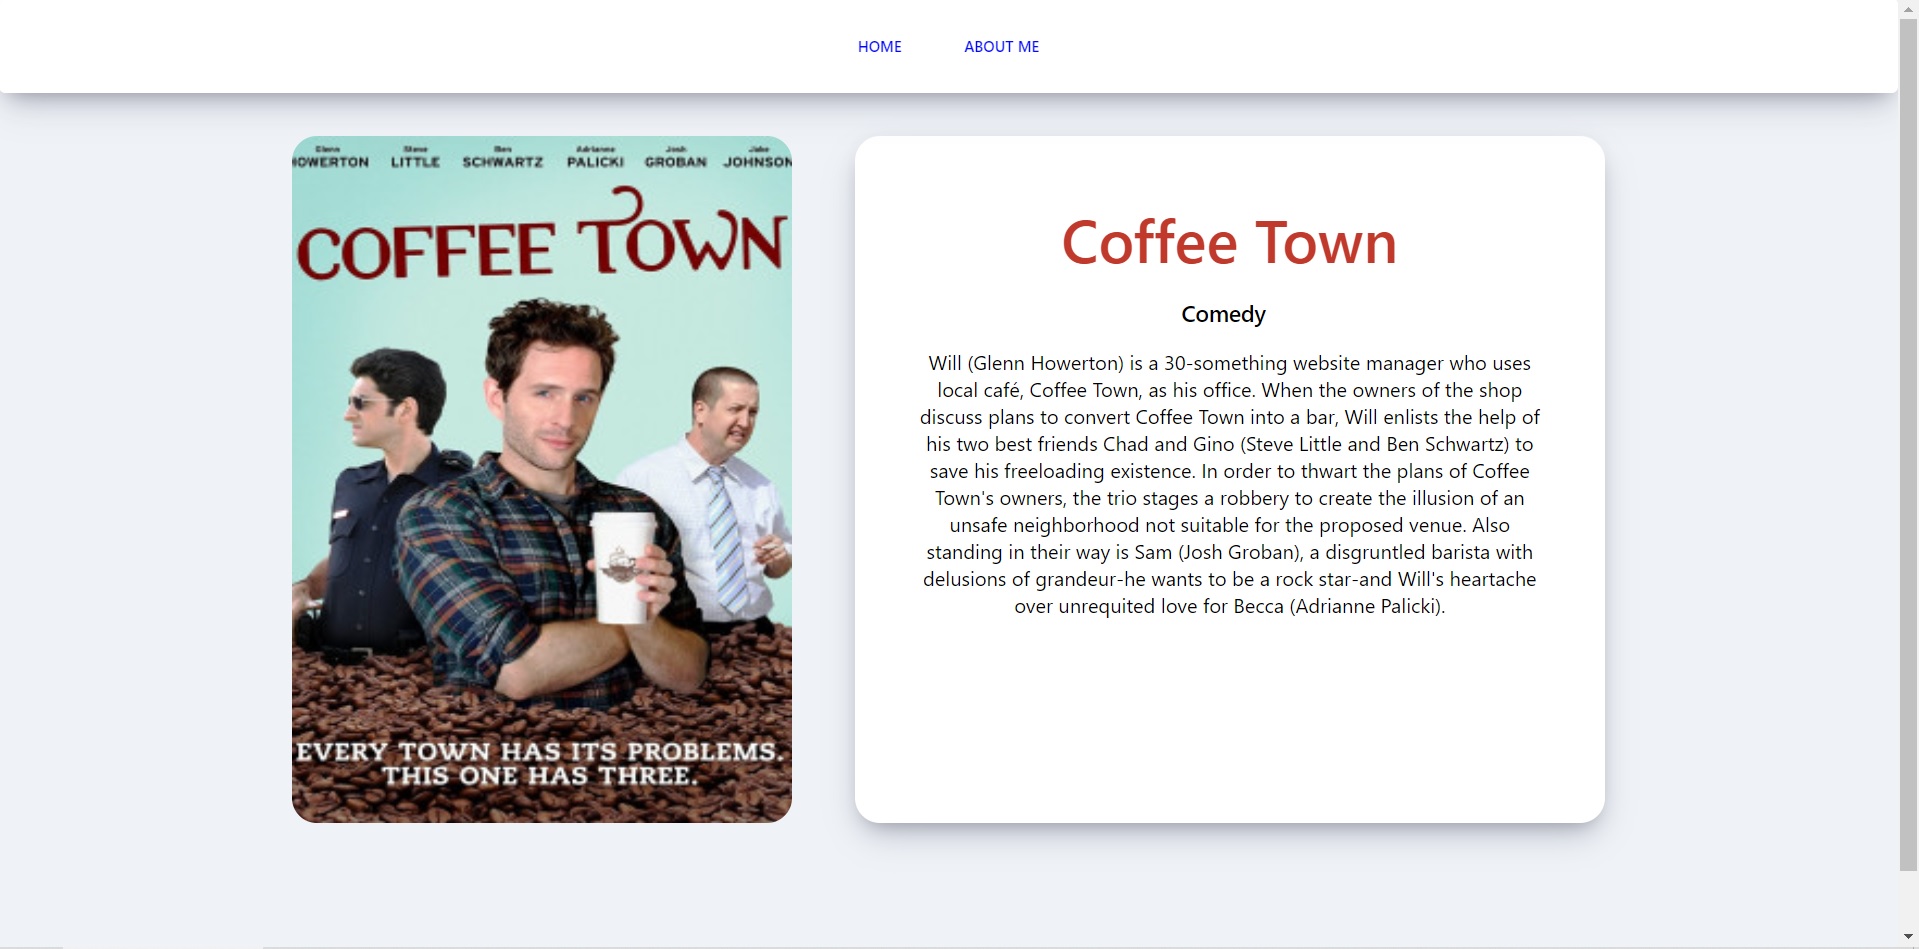 HOME ABOUT ME
Glenn Steve Ben Adrianne Josh Jake
HOWERTON LITTLE SCHWARTZ PALICKI GROBAN JOHNSON
COFFEE TOWN
EVERY TOWN HAS ITS PROBLEMS.
THIS ONE HAS THREE.
Coffee Town
Comedy
Will (Glenn Howerton) is a 30-something website manager who uses
local café, Coffee Town, as his office. When the owners of the shop
discuss plans to convert Coffee Town into a bar, Will enlists the help of
his two best friends Chad and Gino (Steve Little and Ben Schwartz) to
save his freeloading existence. In order to thwart the plans of Coffee
Town's owners, the trio stages a robbery to create the illusion of an
unsafe neighborhood not suitable for the proposed venue. Also
standing in their way is Sam (Josh Groban), a disgruntled barista with
delusions of grandeur-he wants to be a rock star-and Will's heartache
over unrequited love for Becca (Adrianne Palicki).